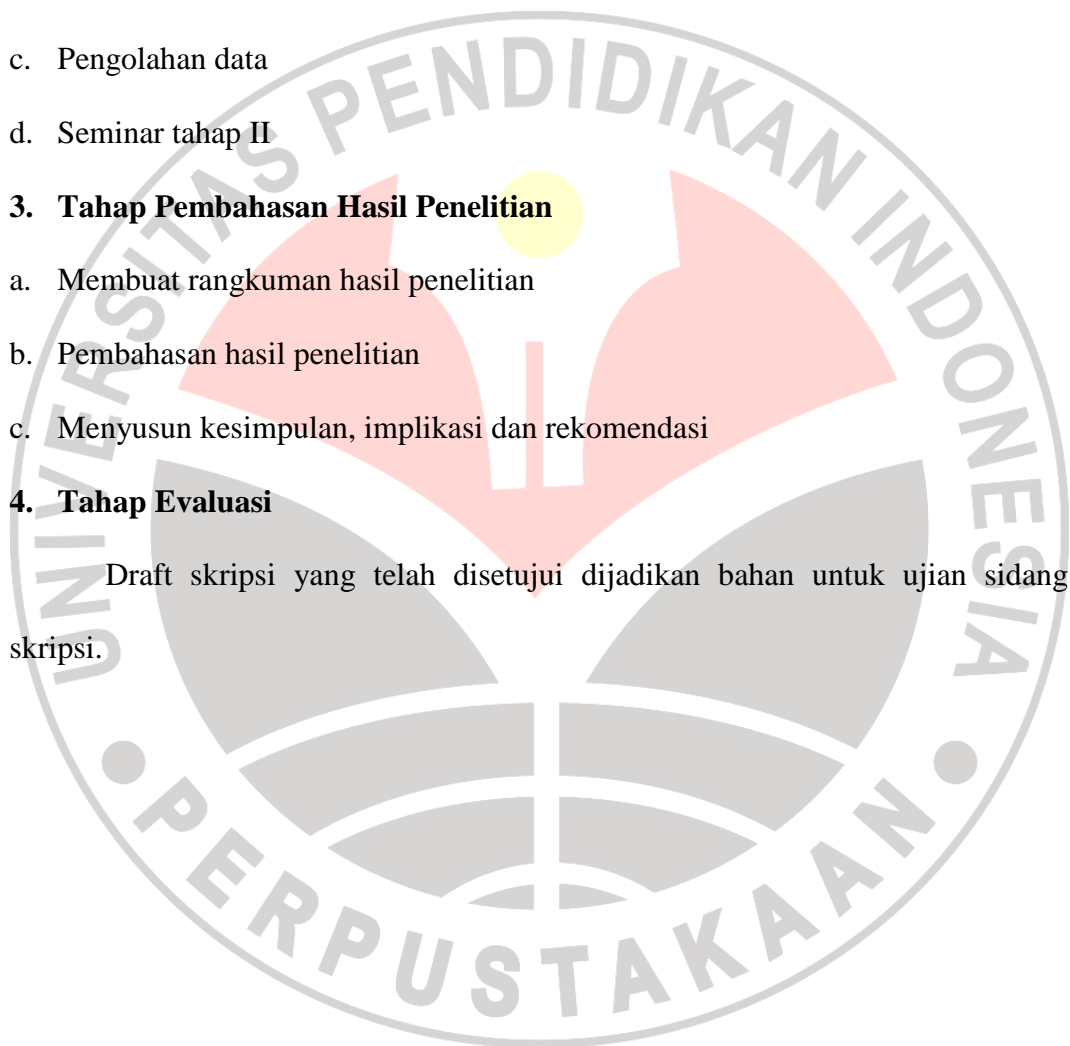 c. Pengolahan data
d. Seminar tahap II
3. Tahap Pembahasan Hasil Penelitian
a. Membuat rangkuman hasil penelitian
b. Pembahasan hasil penelitian
c. Menyusun kesimpulan, implikasi dan rekomendasi
4. Tahap Evaluasi
Draft skripsi yang telah disetujui dijadikan bahan untuk ujian sidang
skripsi.
UNIVERSITAS PENDIDIKAN INDONESIA
PERPUSTAKAAN